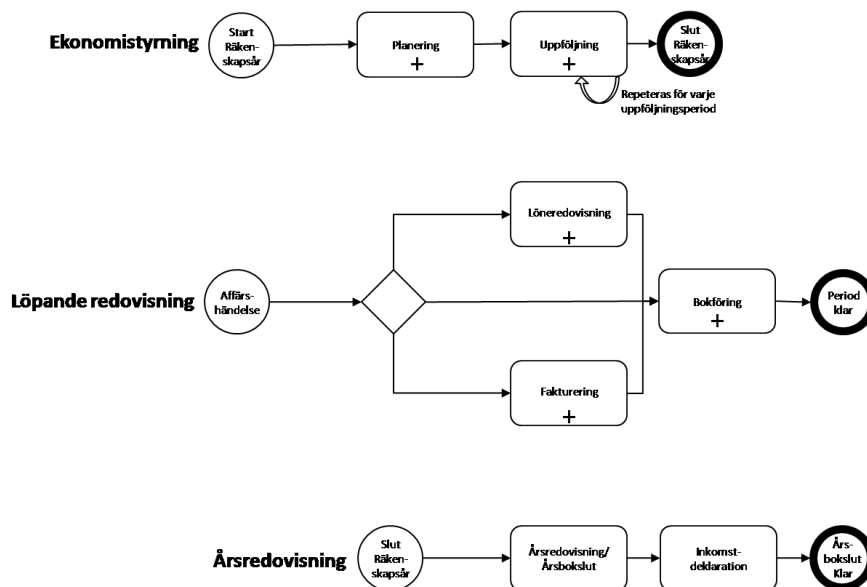 Ekonomistyrning
Start
Räken-
skapsår
Planering
Uppföljning
Slut
Räken-
skapsår
Repeteras för varje
uppföljningsperiod
Löneredovisning
Löpande redovisning
Affärs-
händelse
Bokföring
Period
klar
Fakturering
Årsredovisning
Slut
Räken-
skapsår
Årsredovisning/
Årsbokslut
Inkomst-
deklaration
Års-
bokslut
Klar